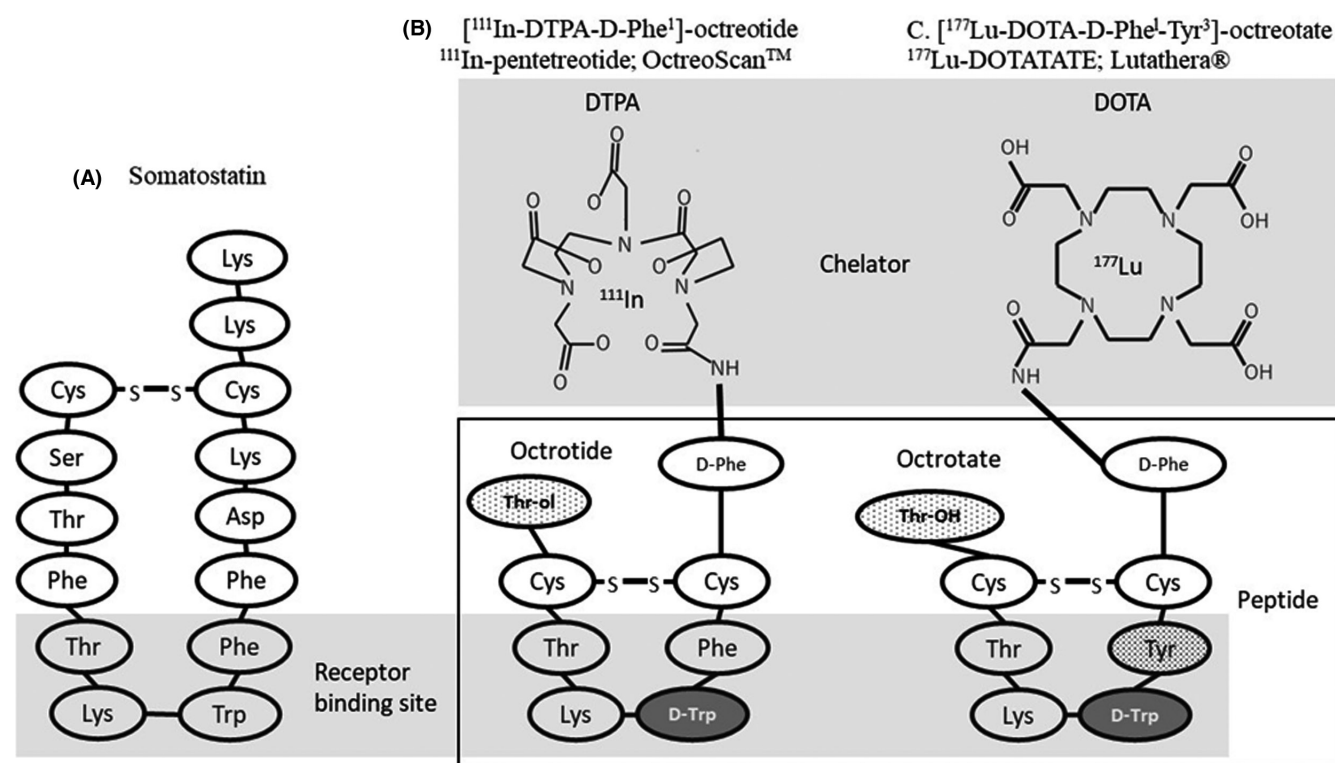 (A) Somatostatin
Lys
Lys
Cys S S Cys
Ser Lys
Thr Asp
Phe Phe
Thr Phe
Lys Trp
Receptor
binding site
(B) [¹¹¹In-DTPA-D-Phe¹]-octreotide
¹¹¹In-pentetreotide; OctreoScan™
DTPA
O
O
O
O
N
O
O
N
¹¹¹In
N
O
O
O
NH
Chelator
C. [¹⁷⁷Lu-DOTA-D-Phe¹-Tyr³]-octreotate
¹⁷⁷Lu-DOTATATE; Lutathera®
DOTA
OH
O
O
OH
N
N
¹⁷⁷Lu
N
N
O
NH
O
OH
Octrotide
D-Phe
Thr-ol
Cys S S Cys
Thr Phe
Lys D-Trp
Octrotate
D-Phe
Thr-OH
Cys S S Cys
Thr Tyr
Lys D-Trp
Peptide